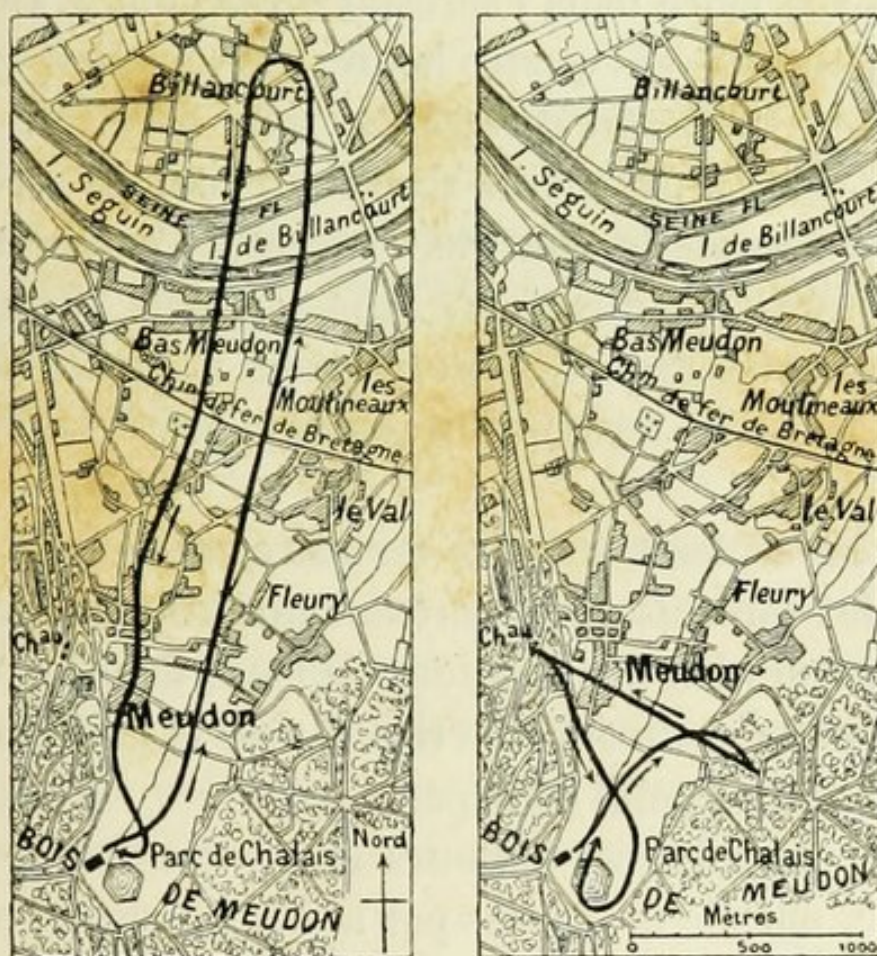 Billancourt
I. Séguin
SEINE FL
I. de Billancourt
Bas Meudon
Chin de fer de Bretagne
les
Moulineaux
le Val
Fleury
Chau
Meudon
BOIS
Parc de Chalais
DE MEUDON
Nord
Billancourt
I. Séguin
SEINE FL
I de Billancourt
Bas Meudon
Chin de fer de Bretagne
les
Moulineaux
le Val
Fleury
Chau
Meudon
BOIS
Parc de Chalais
DE MEUDON
Mètres
0 500 1000